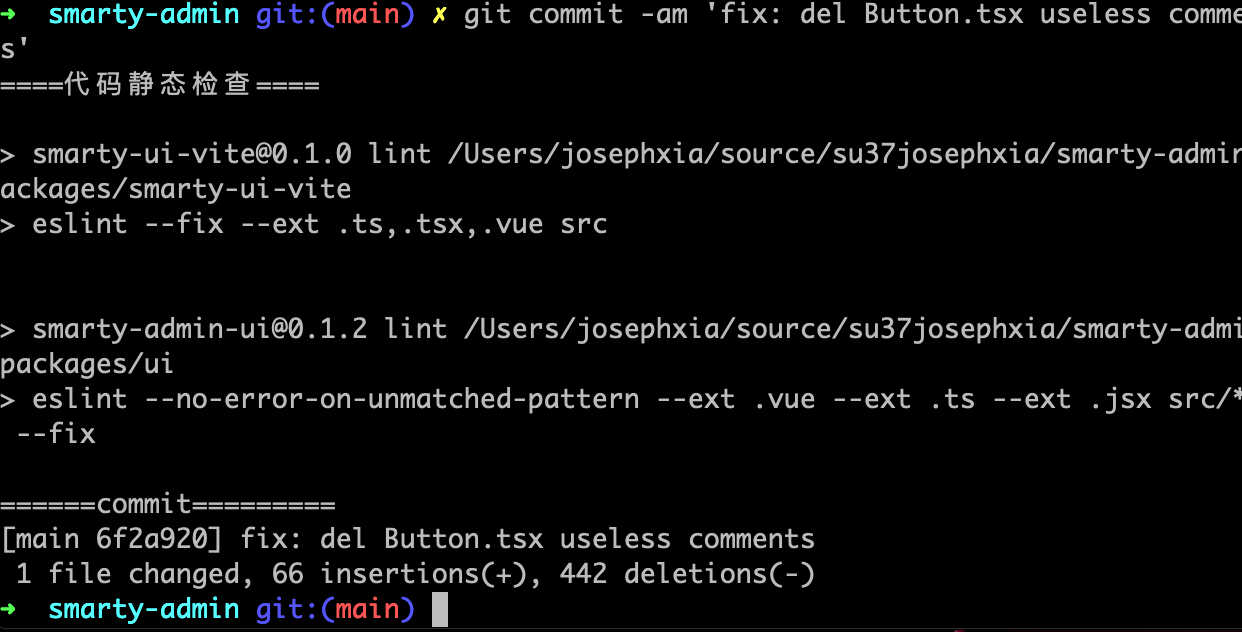 ➜  smarty-admin git:(main) ✗ git commit -am 'fix: del Button.tsx useless comme
s'
====代码静态检查====
> smarty-ui-vite@0.1.0 lint /Users/josephxia/source/su37josephxia/smarty-admin
ackages/smarty-ui-vite
> eslint --fix --ext .ts,.tsx,.vue src
> smarty-admin-ui@0.1.2 lint /Users/josephxia/source/su37josephxia/smarty-admi
packages/ui
> eslint --no-error-on-unmatched-pattern --ext .vue --ext .ts --ext .jsx src/*
 --fix
======commit=========
[main 6f2a920] fix: del Button.tsx useless comments
 1 file changed, 66 insertions(+), 442 deletions(-)
➜  smarty-admin git:(main)